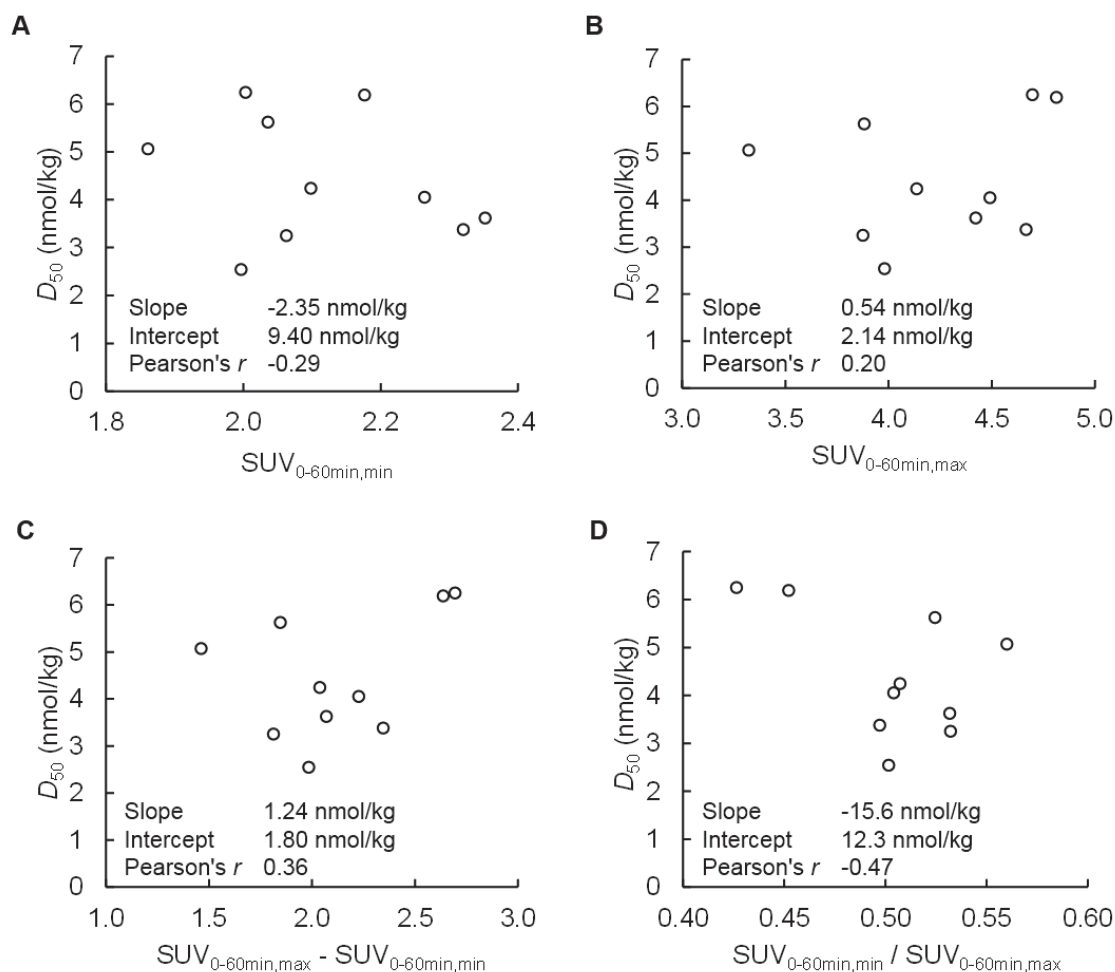 A
7
6
5
4
3
2
1
0
D50 (nmol/kg)
Slope -2.35 nmol/kg
Intercept 9.40 nmol/kg
Pearson's r -0.29
1.8 2.0 2.2 2.4
SUV0-60min,min
B
7
6
5
4
3
2
1
0
D50 (nmol/kg)
Slope 0.54 nmol/kg
Intercept 2.14 nmol/kg
Pearson's r 0.20
3.0 3.5 4.0 4.5 5.0
SUV0-60min,max
C
7
6
5
4
3
2
1
0
D50 (nmol/kg)
Slope 1.24 nmol/kg
Intercept 1.80 nmol/kg
Pearson's r 0.36
1.0 1.5 2.0 2.5 3.0
SUV0-60min,max - SUV0-60min,min
D
7
6
5
4
3
2
1
0
D50 (nmol/kg)
Slope -15.6 nmol/kg
Intercept 12.3 nmol/kg
Pearson's r -0.47
0.40 0.45 0.50 0.55 0.60
SUV0-60min,min / SUV0-60min,max